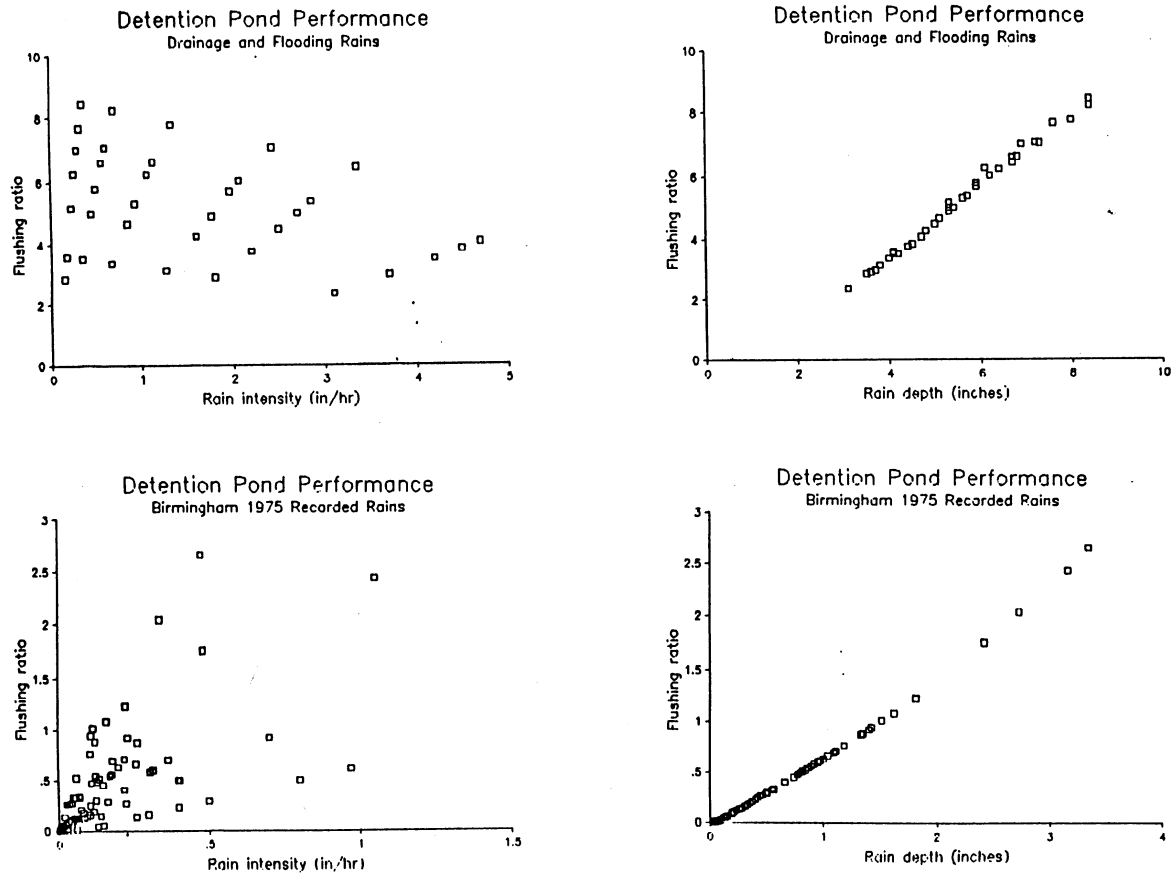 Detention Pond Performance
Drainage and Flooding Rains
10
8
6
4
2
0
Flushing ratio
0 1 2 3 4 5
Rain intensity (in/hr)
Detention Pond Performance
Drainage and Flooding Rains
10
8
6
4
2
0
Flushing ratio
0 2 4 6 8 10
Rain depth (inches)
Detention Pond Performance
Birmingham 1975 Recorded Rains
3
2.5
2
1.5
1
.5
0
Flushing ratio
0 .5 1 1.5
Rain intensity (in/hr)
Detention Pond Performance
Birmingham 1975 Recorded Rains
3
2.5
2
1.5
1
.5
0
Flushing ratio
0 1 2 3 4
Rain depth (inches)